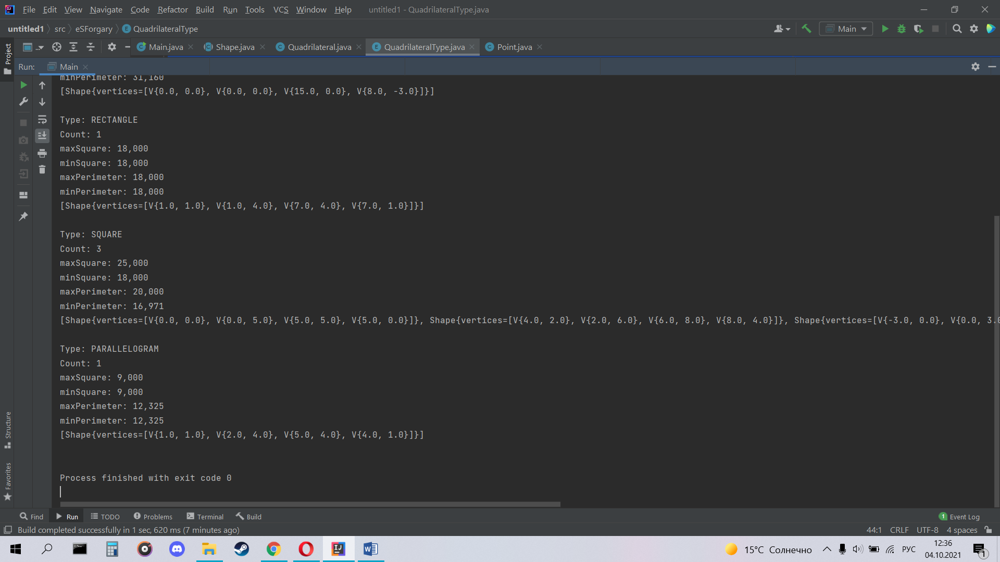 File Edit View Navigate Code Refactor Build Run Tools VCS Window Help untitled1 - QuadrilateralType.java
untitled1 src eSForgary QuadrilateralType
Main
Main.java Shape.java Quadrilateral.java QuadrilateralType.java Point.java
Project
Run: Main
minPerimeter: 31,160
[Shape{vertices=[V{0.0, 0.0}, V{0.0, 0.0}, V{15.0, 0.0}, V{8.0, -3.0}]}]
Type: RECTANGLE
Count: 1
maxSquare: 18,000
minSquare: 18,000
maxPerimeter: 18,000
minPerimeter: 18,000
[Shape{vertices=[V{1.0, 1.0}, V{1.0, 4.0}, V{7.0, 4.0}, V{7.0, 1.0}]}]
Type: SQUARE
Count: 3
maxSquare: 25,000
minSquare: 18,000
maxPerimeter: 20,000
minPerimeter: 16,971
[Shape{vertices=[V{0.0, 0.0}, V{0.0, 5.0}, V{5.0, 5.0}, V{5.0, 0.0}]}, Shape{vertices=[V{4.0, 2.0}, V{2.0, 6.0}, V{6.0, 8.0}, V{8.0, 4.0}]}, Shape{vertices=[V{-3.0, 0.0}, V{0.0, 3.0
Type: PARALLELOGRAM
Count: 1
maxSquare: 9,000
minSquare: 9,000
maxPerimeter: 12,325
minPerimeter: 12,325
[Shape{vertices=[V{1.0, 1.0}, V{2.0, 4.0}, V{5.0, 4.0}, V{4.0, 1.0}]}]
Process finished with exit code 0
Structure
Favorites
Find Run TODO Problems Terminal Build 1 Event Log
Build completed successfully in 1 sec, 620 ms (7 minutes ago) 44:1 CRLF UTF-8 4 spaces
15°C Солнечно РУС 12:36
04.10.2021
1